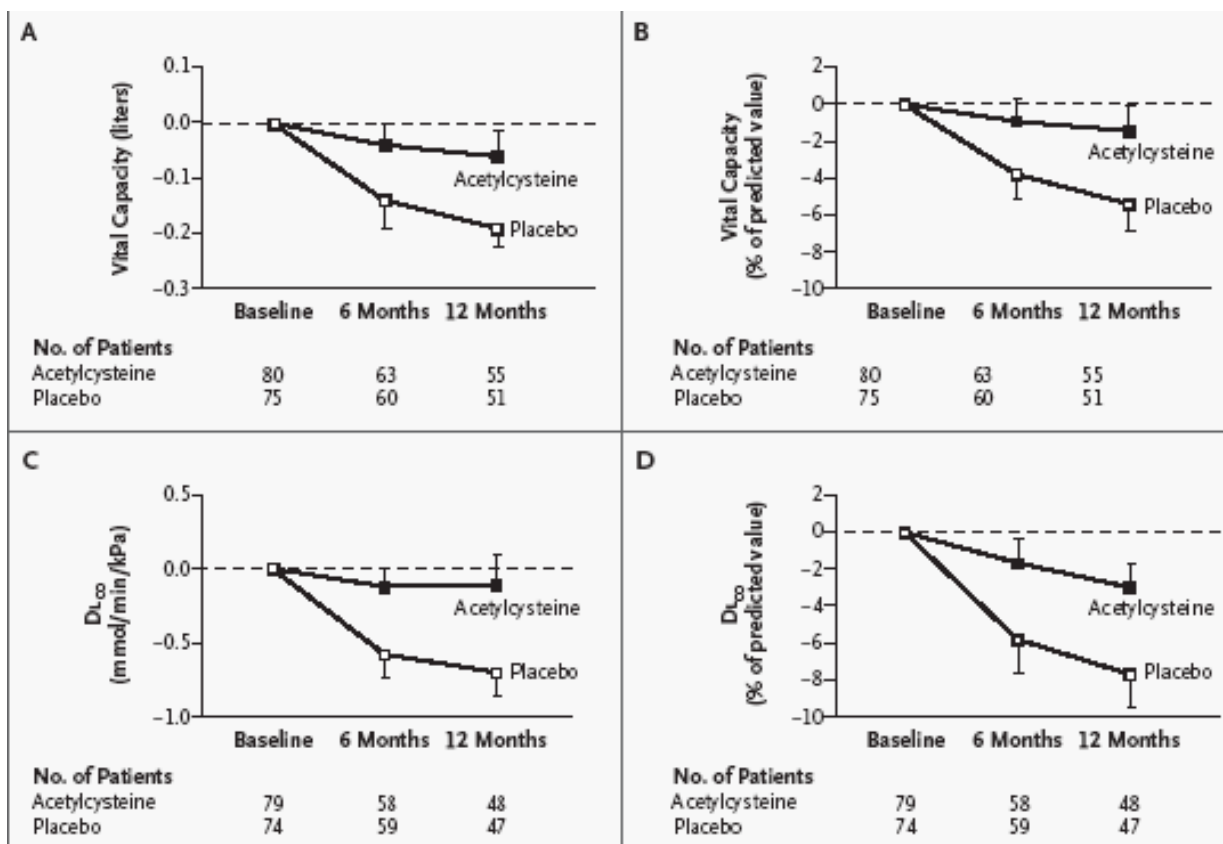 A
Vital Capacity (liters)
0.1
0.0
–0.1
–0.2
–0.3
Acetylcysteine
Placebo
Baseline 6 Months 12 Months
No. of Patients
Acetylcysteine 80 63 55
Placebo 75 60 51
B
Vital Capacity
(% of predicted value)
2
0
–2
–4
–6
–8
–10
Acetylcysteine
Placebo
Baseline 6 Months 12 Months
No. of Patients
Acetylcysteine 80 63 55
Placebo 75 60 51
C
DLCO
(mmol/min/kPa)
0.5
0.0
–0.5
–1.0
Acetylcysteine
Placebo
Baseline 6 Months 12 Months
No. of Patients
Acetylcysteine 79 58 48
Placebo 74 59 47
D
DLCO
(% of predicted value)
2
0
–2
–4
–6
–8
–10
Acetylcysteine
Placebo
Baseline 6 Months 12 Months
No. of Patients
Acetylcysteine 79 58 48
Placebo 74 59 47